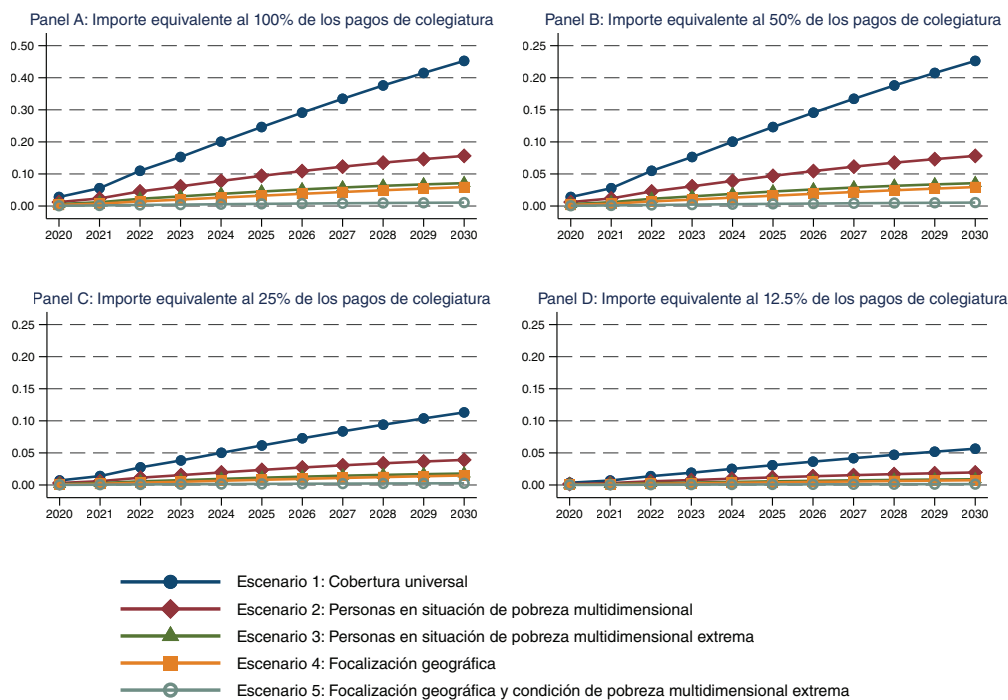 Panel A: Importe equivalente al 100% de los pagos de colegiatura
0.50
0.40
0.30
0.20
0.10
0.00
2020 2021 2022 2023 2024 2025 2026 2027 2028 2029 2030
Panel B: Importe equivalente al 50% de los pagos de colegiatura
0.25
0.20
0.15
0.10
0.05
0.00
2020 2021 2022 2023 2024 2025 2026 2027 2028 2029 2030
Panel C: Importe equivalente al 25% de los pagos de colegiatura
0.25
0.20
0.15
0.10
0.05
0.00
2020 2021 2022 2023 2024 2025 2026 2027 2028 2029 2030
Panel D: Importe equivalente al 12.5% de los pagos de colegiatura
0.25
0.20
0.15
0.10
0.05
0.00
2020 2021 2022 2023 2024 2025 2026 2027 2028 2029 2030
Escenario 1: Cobertura universal
Escenario 2: Personas en situación de pobreza multidimensional
Escenario 3: Personas en situación de pobreza multidimensional extrema
Escenario 4: Focalización geográfica
Escenario 5: Focalización geográfica y condición de pobreza multidimensional extrema